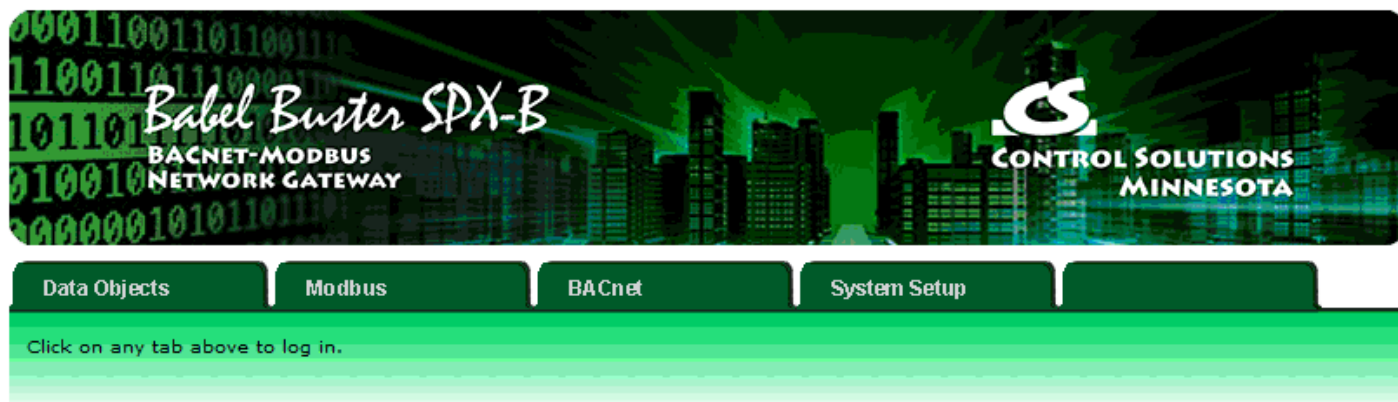 Babel Buster SPX-B
BACNET-MODBUS
NETWORK GATEWAY
CS
CONTROL SOLUTIONS
MINNESOTA
Data Objects
Modbus
BACnet
System Setup
Click on any tab above to log in.